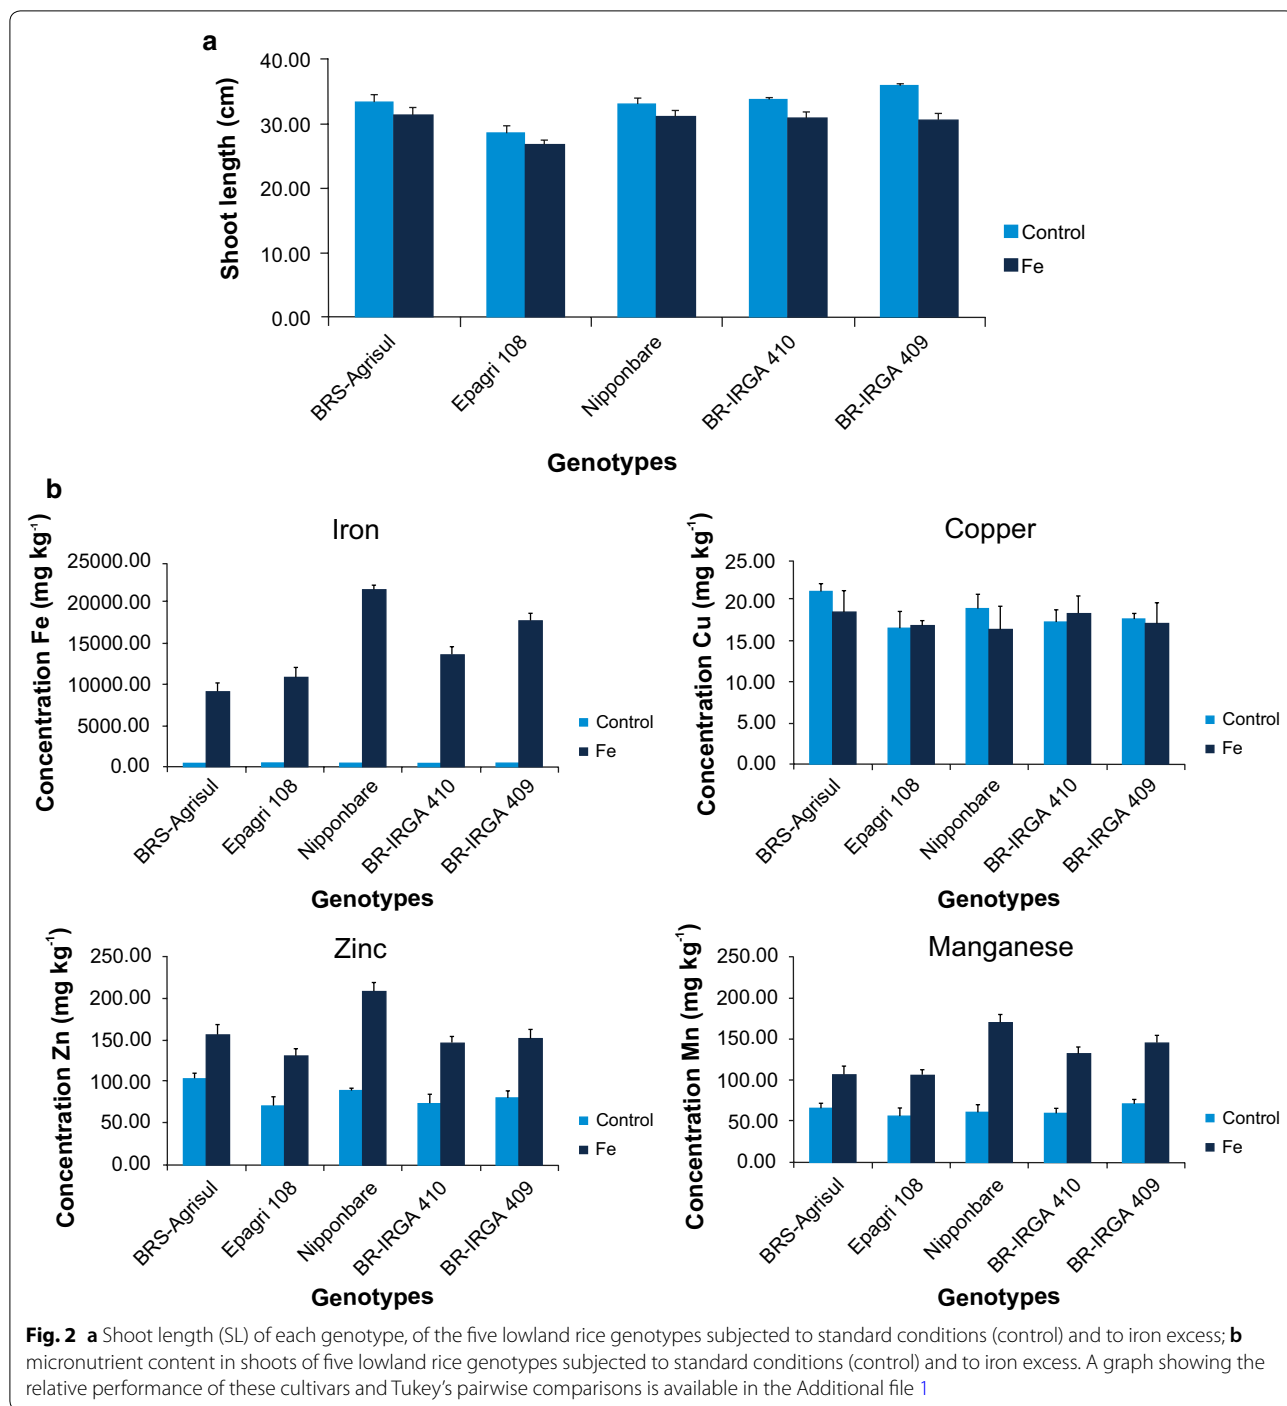 a
40.00
30.00
20.00
10.00
0.00
Shoot length (cm)
Control
Fe
BRS-Agrisul
Epagri 108
Nipponbare
BR-IRGA 410
BR-IRGA 409
Genotypes
b
Iron
25000.00
20000.00
15000.00
10000.00
5000.00
0.00
Concentration Fe (mg kg⁻¹)
Control
Fe
BRS-Agrisul
Epagri 108
Nipponbare
BR-IRGA 410
BR-IRGA 409
Genotypes
Copper
25.00
20.00
15.00
10.00
5.00
0.00
Concentration Cu (mg kg⁻¹)
Control
Fe
BRS-Agrisul
Epagri 108
Nipponbare
BR-IRGA 410
BR-IRGA 409
Genotypes
Zinc
250.00
200.00
150.00
100.00
50.00
0.00
Concentration Zn (mg kg⁻¹)
Control
Fe
BRS-Agrisul
Epagri 108
Nipponbare
BR-IRGA 410
BR-IRGA 409
Genotypes
Manganese
250.00
200.00
150.00
100.00
50.00
0.00
Concentration Mn (mg kg⁻¹)
Control
Fe
BRS-Agrisul
Epagri 108
Nipponbare
BR-IRGA 410
BR-IRGA 409
Genotypes
Fig. 2 a Shoot length (SL) of each genotype, of the five lowland rice genotypes subjected to standard conditions (control) and to iron excess; b
micronutrient content in shoots of five lowland rice genotypes subjected to standard conditions (control) and to iron excess. A graph showing the
relative performance of these cultivars and Tukey's pairwise comparisons is available in the Additional file 1